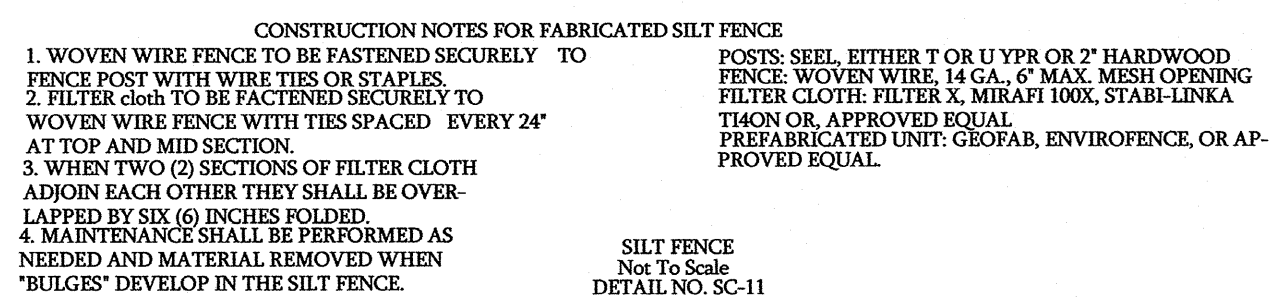 CONSTRUCTION NOTES FOR FABRICATED SILT FENCE
1. WOVEN WIRE FENCE TO BE FASTENED SECURELY TO
FENCE POST WITH WIRE TIES OR STAPLES.
2. FILTER cloth TO BE FACTENED SECURELY TO
WOVEN WIRE FENCE WITH TIES SPACED EVERY 24"
AT TOP AND MID SECTION.
3. WHEN TWO (2) SECTIONS OF FILTER CLOTH
ADJOIN EACH OTHER THEY SHALL BE OVER-
LAPPED BY SIX (6) INCHES FOLDED.
4. MAINTENANCE SHALL BE PERFORMED AS
NEEDED AND MATERIAL REMOVED WHEN
"BULGES" DEVELOP IN THE SILT FENCE.
POSTS: SEEL, EITHER T OR U YPR OR 2" HARDWOOD
FENCE: WOVEN WIRE, 14 GA., 6" MAX. MESH OPENING
FILTER CLOTH: FILTER X, MIRAFI 100X, STABI-LINKA
TI4ON OR, APPROVED EQUAL
PREFABRICATED UNIT: GEOFAB, ENVIROFENCE, OR AP-
PROVED EQUAL.
SILT FENCE
Not To Scale
DETAIL NO. SC-11